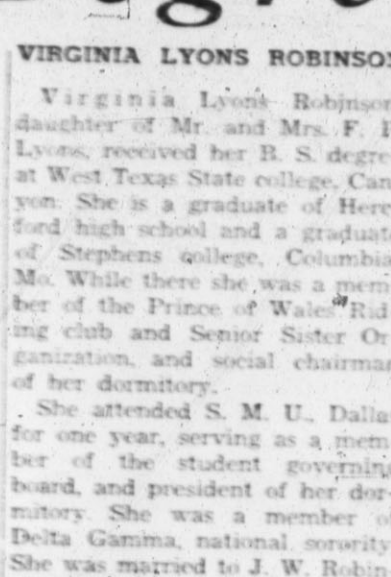 VIRGINIA LYONS ROBINSO
Virginia Lyons Robinso
daughter of Mr. and Mrs. F.
Lyons, received her B. S. degre
at West Texas State college, Can
yon. She is a graduate of Here
ford high school and a graduat
of Stephens college, Columbia
Mo. While there she was a mem
ber of the Prince of Wales Rid
ing club and Senior Sister Or
ganization, and social chairman
of her dormitory.
She attended S. M. U., Dalla
for one year, serving as a mem
ber of the student governing
board, and president of her dor
mitory. She was a member o
Delta Gamma, national sorority
She was married to J. W. Robin